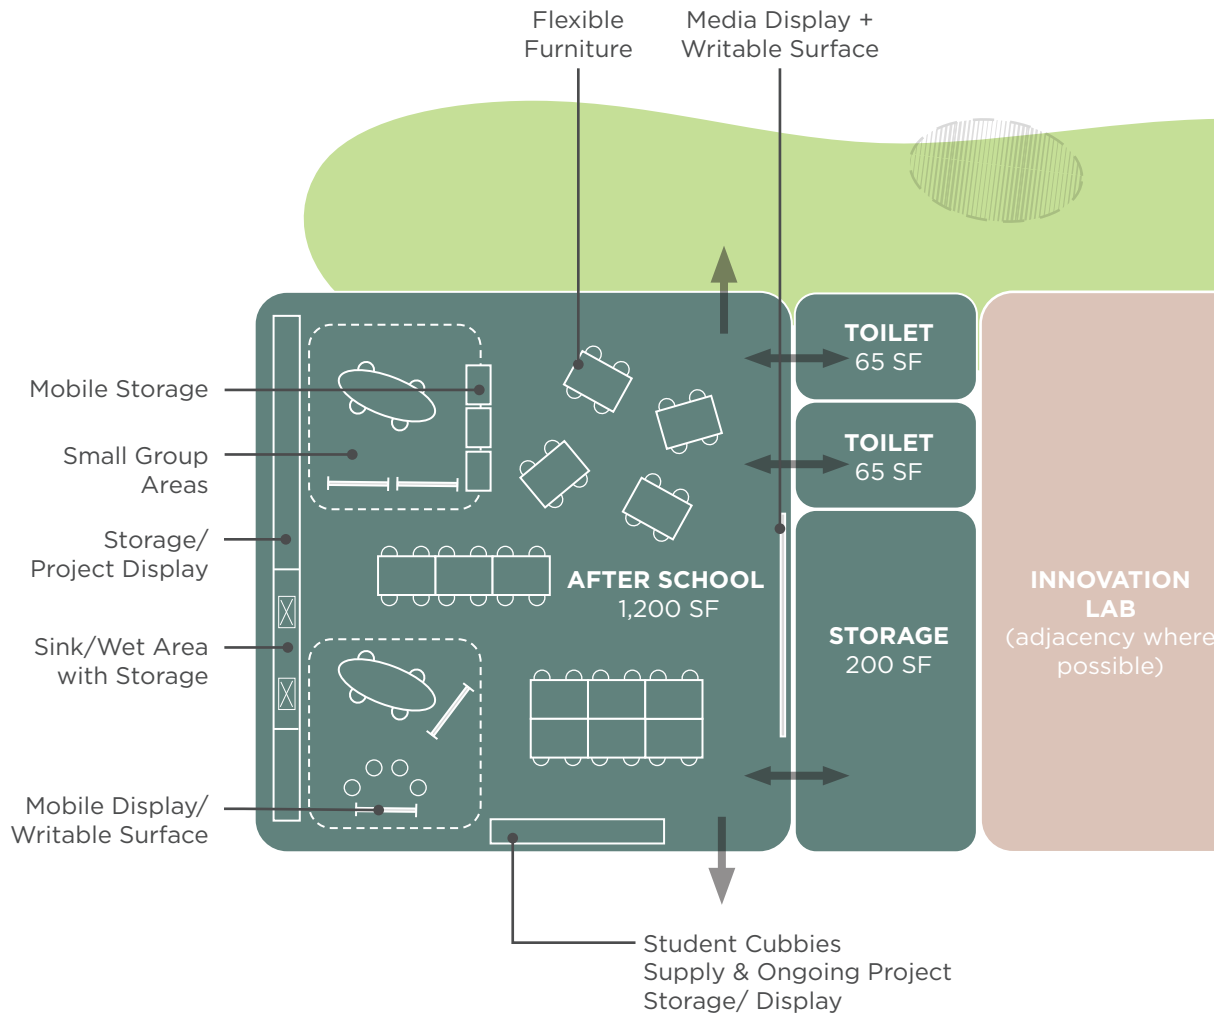 Flexible
Furniture
Media Display +
Writable Surface
Mobile Storage
Small Group
Areas
Storage/
Project Display
Sink/Wet Area
with Storage
Mobile Display/
Writable Surface
TOILET
65 SF
TOILET
65 SF
AFTER SCHOOL
1,200 SF
STORAGE
200 SF
INNOVATION
LAB
(adjacency where
possible)
Student Cubbies
Supply & Ongoing Project
Storage/ Display